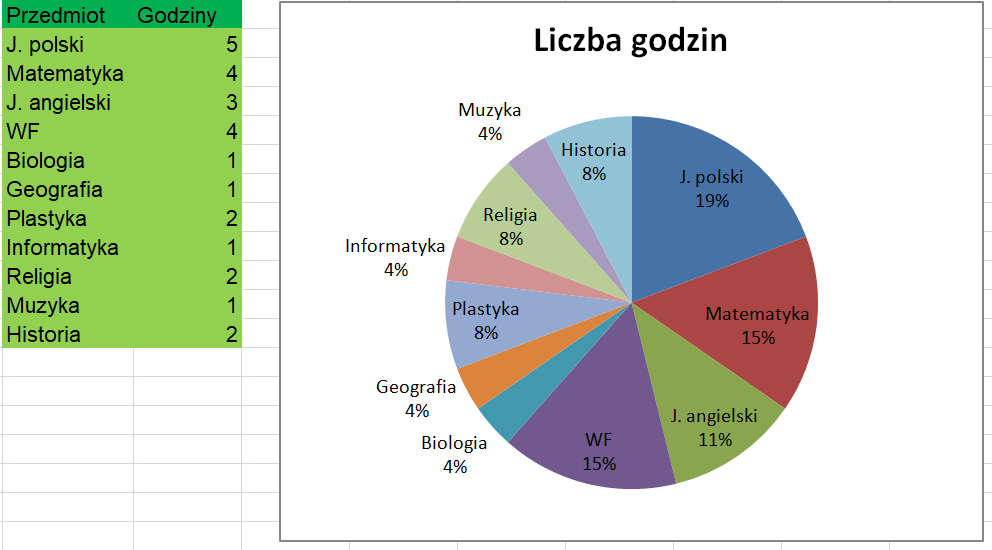 Przedmiot Godziny
J. polski 5
Matematyka 4
J. angielski 3
WF 4
Biologia 1
Geografia 1
Plastyka 2
Informatyka 1
Religia 2
Muzyka 1
Historia 2
Liczba godzin
J. polski
19%
Matematyka
15%
J. angielski
11%
WF
15%
Biologia
4%
Geografia
4%
Plastyka
8%
Informatyka
4%
Religia
8%
Muzyka
4%
Historia
8%